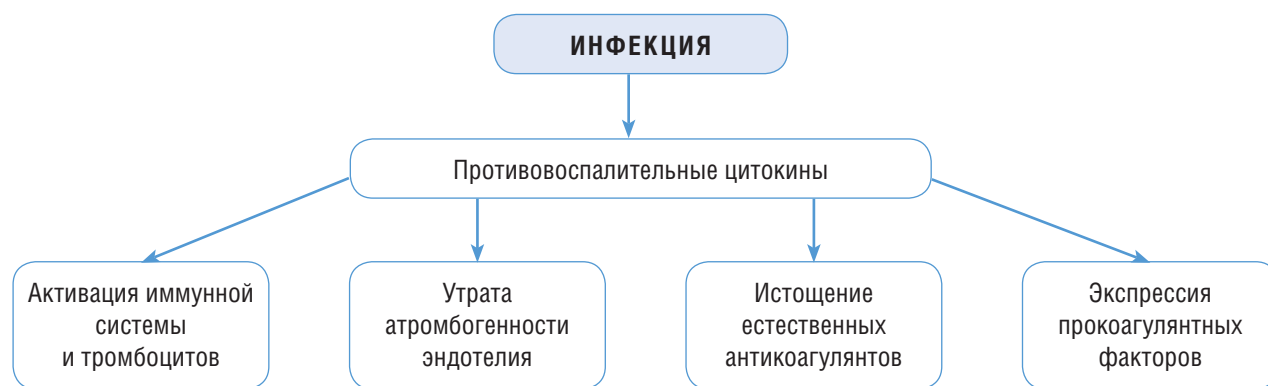 ИНФЕКЦИЯ
Противовоспалительные цитокины
Активация иммунной
системы
и тромбоцитов
Утрата
атромбогенности
эндотелия
Истощение
естественных
антикоагулянтов
Экспрессия
прокоагулянтных
факторов